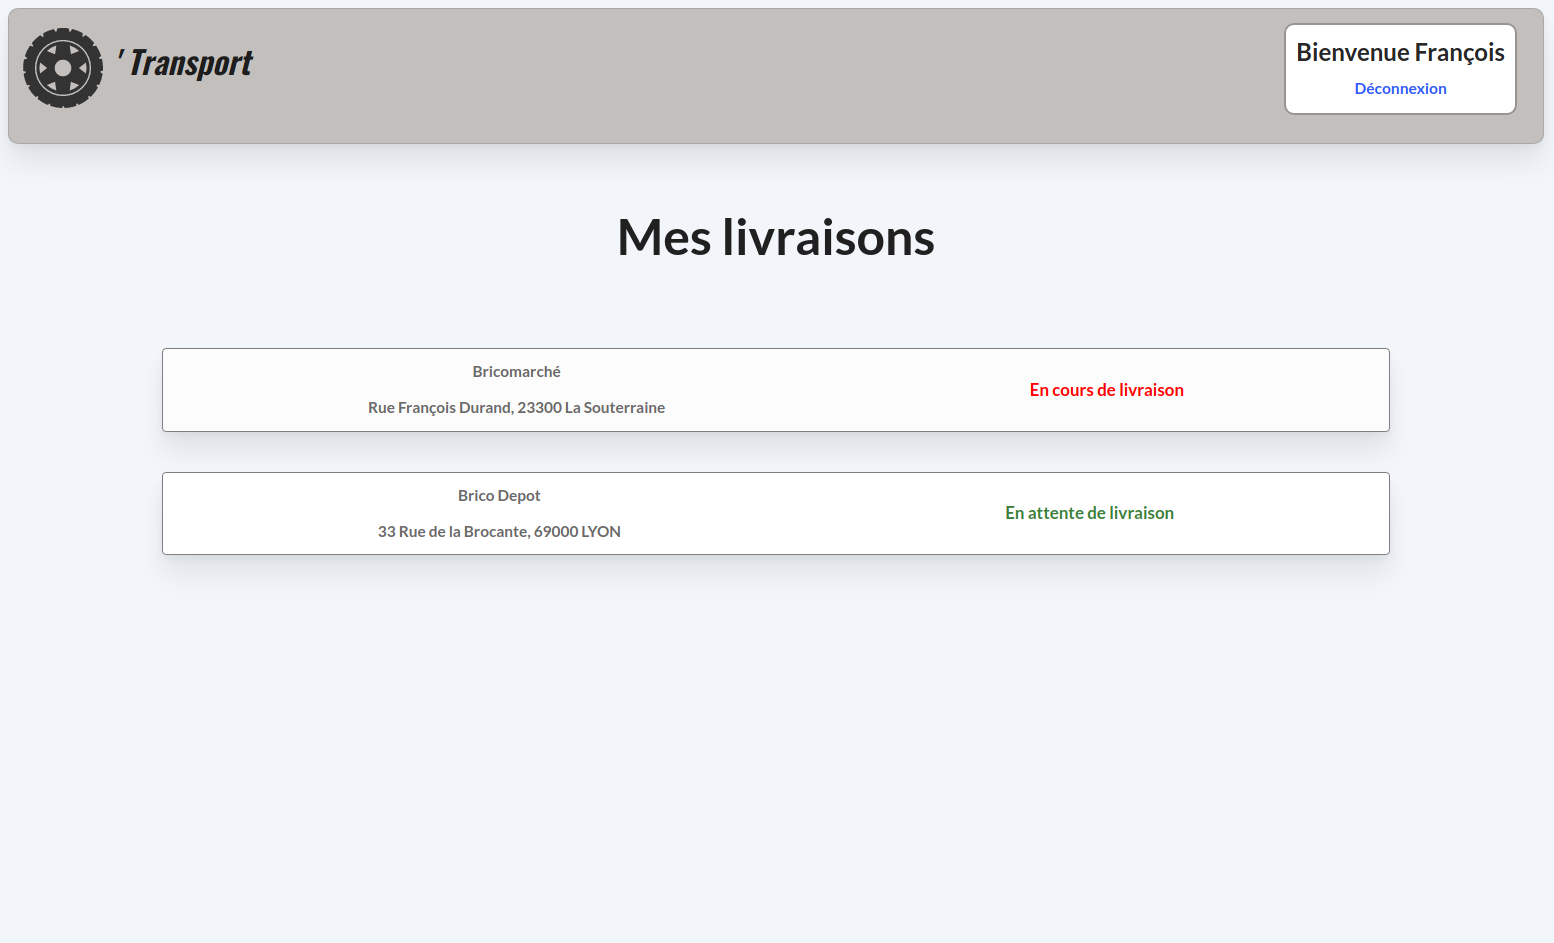 ' Transport
Bienvenue François
Déconnexion
Mes livraisons
Bricomarché
Rue François Durand, 23300 La Souterraine
En cours de livraison
Brico Depot
33 Rue de la Brocante, 69000 LYON
En attente de livraison